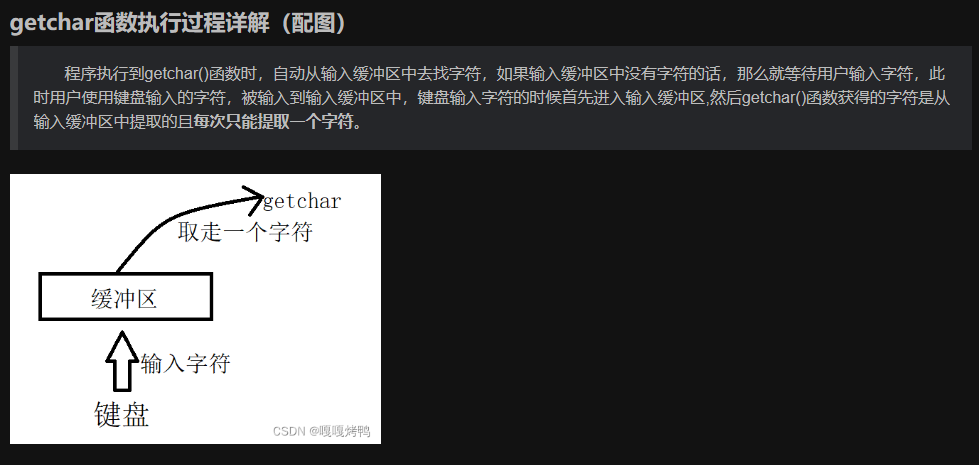 getchar函数执行过程详解（配图）
程序执行到getchar()函数时，自动从输入缓冲区中去找字符，如果输入缓冲区中没有字符的话，那么就等待用户输入字符，此
时用户使用键盘输入的字符，被输入到输入缓冲区中，键盘输入字符的时候首先进入输入缓冲区,然后getchar()函数获得的字符是从
输入缓冲区中提取的且每次只能提取一个字符。
getchar
取走一个字符
缓冲区
输入字符
键盘
CSDN @嘎嘎烤鸭